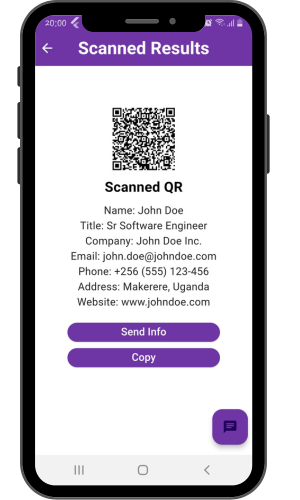 20:00
Scanned Results
Scanned QR
Name: John Doe
Title: Sr Software Engineer
Company: John Doe Inc.
Email: john.doe@johndoe.com
Phone: +256 (555) 123-456
Address: Makerere, Uganda
Website: www.johndoe.com
Send Info
Copy